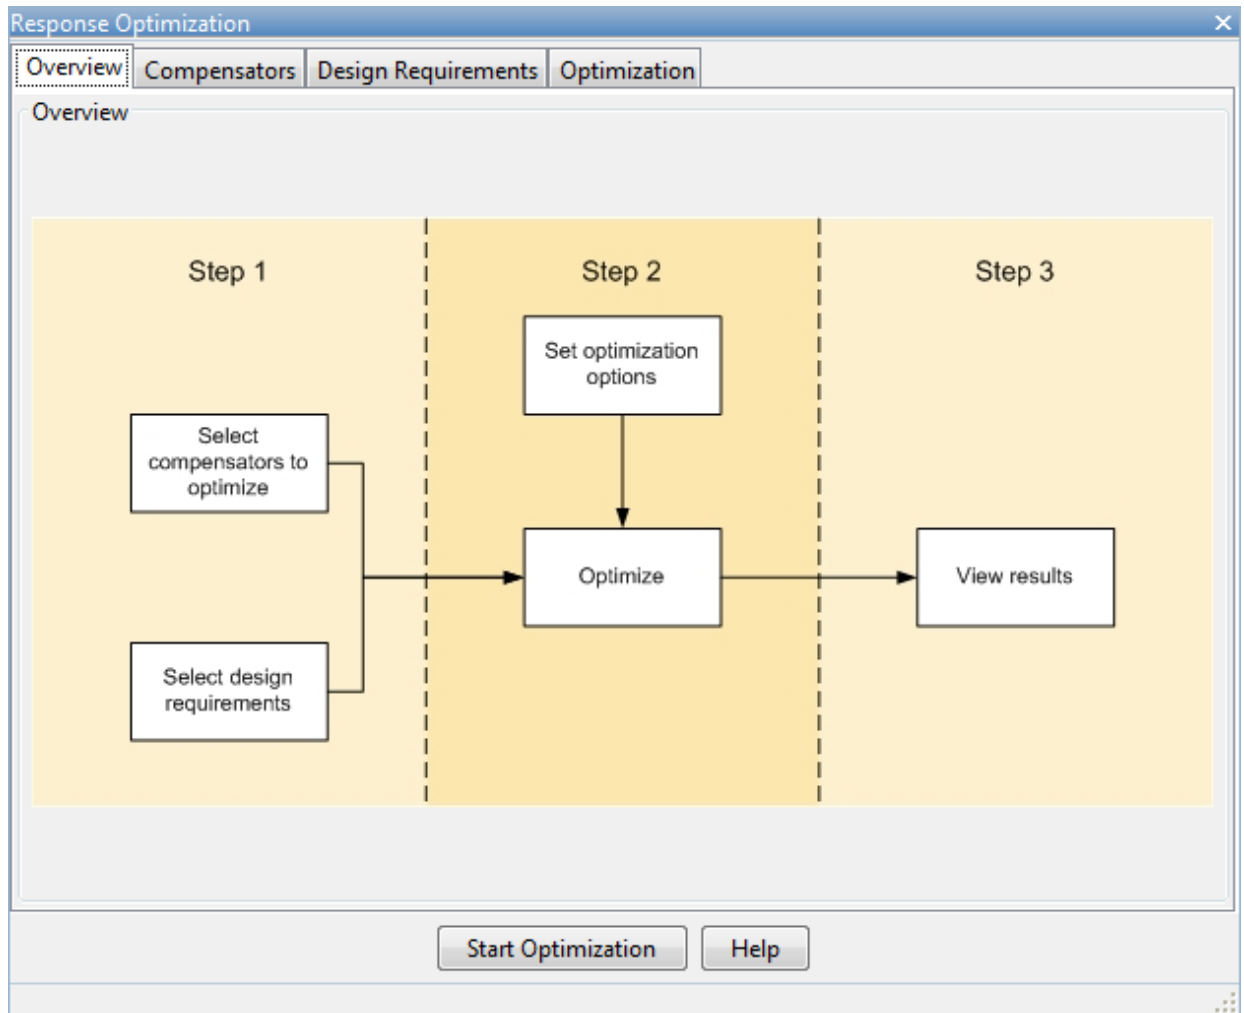 Response Optimization
Overview
Compensators
Design Requirements
Optimization
Overview
Step 1
Step 2
Step 3
Set optimization
options
Select
compensators to
optimize
Optimize
View results
Select design
requirements
Start Optimization
Help